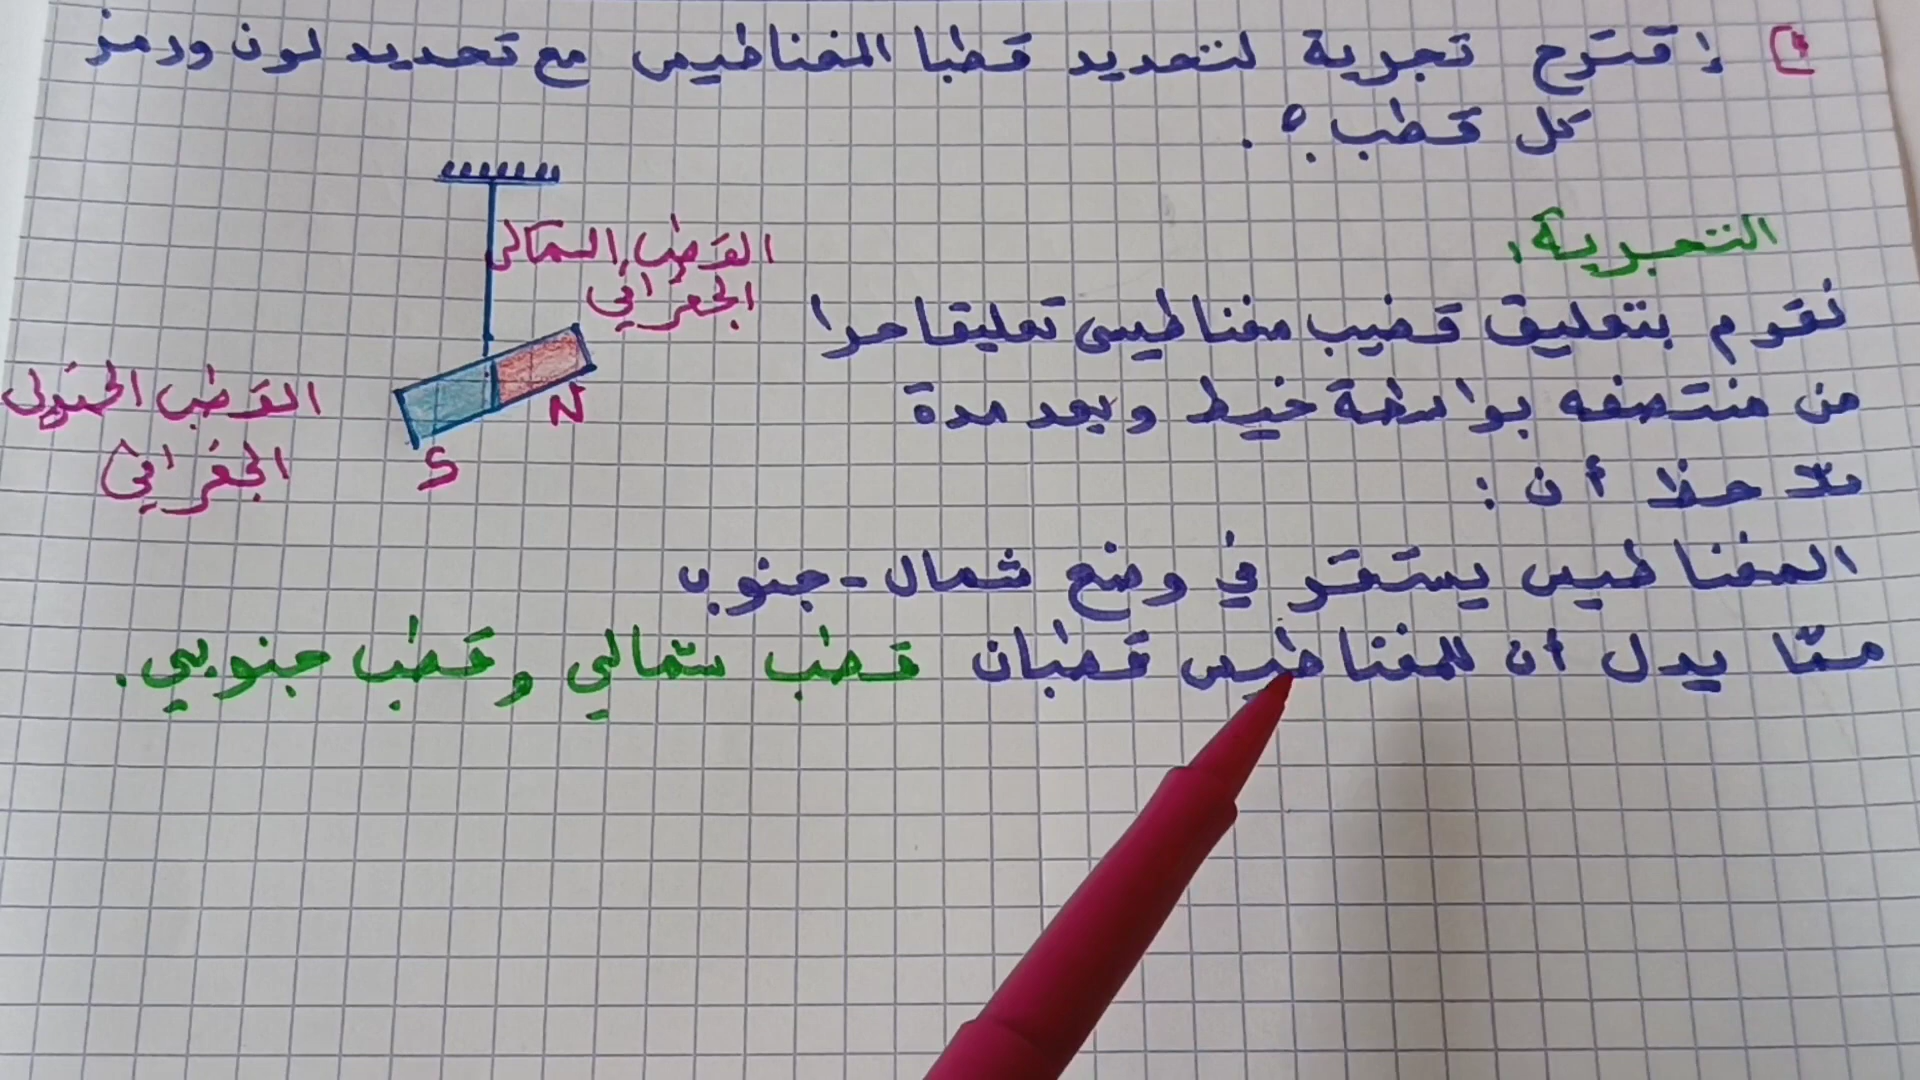 إقترح تجربة لتحديد قطبا المغناطيس مع تحديد لون ورمز
كل قطب؟.
التجربة:
نقوم بتعليق قضيب مغناطيسي تعليقا حرا
من منتصفه بواسطة خيط وبعد مدة
نلاحظ أن:
المغناطيس يستقر في وضع شمال-جنوب
ممّا يدل أن للمغناطيس قطبان قطب شمالي وقطب جنوبي.
القطب الشمالي
الجغرافي
N
القطب الجنوبي
الجغرافي
S